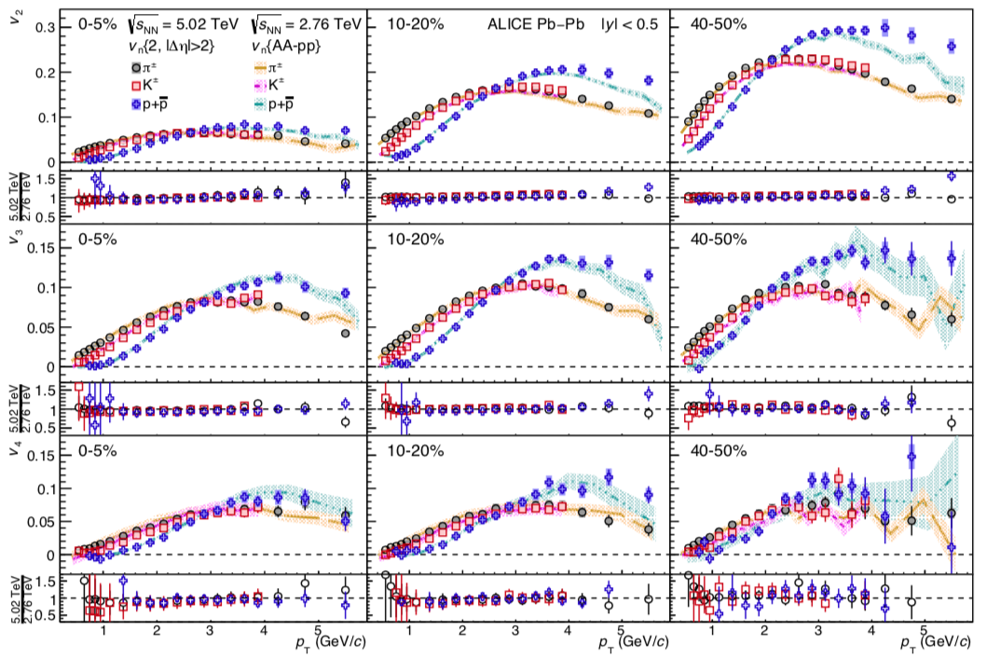 v2
0-5% √sNN = 5.02 TeV √sNN = 2.76 TeV
vn{2, |Δη|>2} vn{AA-pp}
π± π±
K± K±
p+p̅ p+p̅
10-20% ALICE Pb-Pb |y| < 0.5
40-50%
0.3
0.2
0.1
0
5.02 TeV
2.76 TeV
1.5
1
0.5
v3
0-5% 10-20% 40-50%
0.15
0.1
0.05
0
5.02 TeV
2.76 TeV
1.5
1
0.5
v4
0-5% 10-20% 40-50%
0.15
0.1
0.05
0
5.02 TeV
2.76 TeV
1.5
1
0.5
1 2 3 4 5 1 2 3 4 5 1 2 3 4 5
pT (GeV/c) pT (GeV/c) pT (GeV/c)